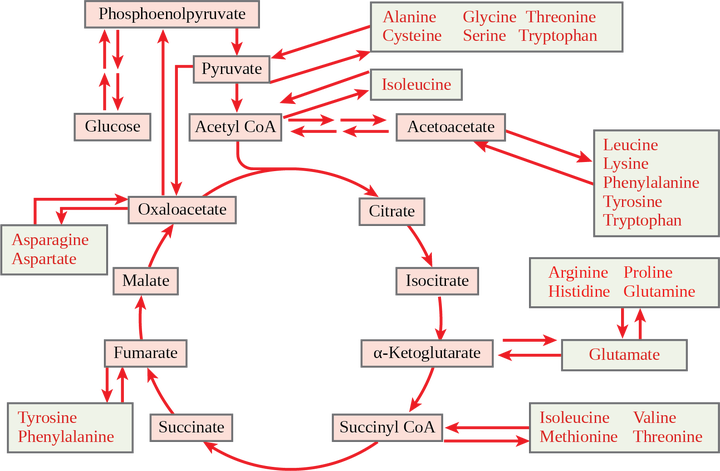 Phosphoenolpyruvate
Alanine Glycine Threonine
Cysteine Serine Tryptophan
Pyruvate
Isoleucine
Glucose
Acetyl CoA
Acetoacetate
Leucine
Lysine
Phenylalanine
Tyrosine
Tryptophan
Oxaloacetate
Citrate
Asparagine
Aspartate
Malate
Isocitrate
Arginine Proline
Histidine Glutamine
Fumarate
α-Ketoglutarate
Glutamate
Tyrosine
Phenylalanine
Succinate
Succinyl CoA
Isoleucine Valine
Methionine Threonine